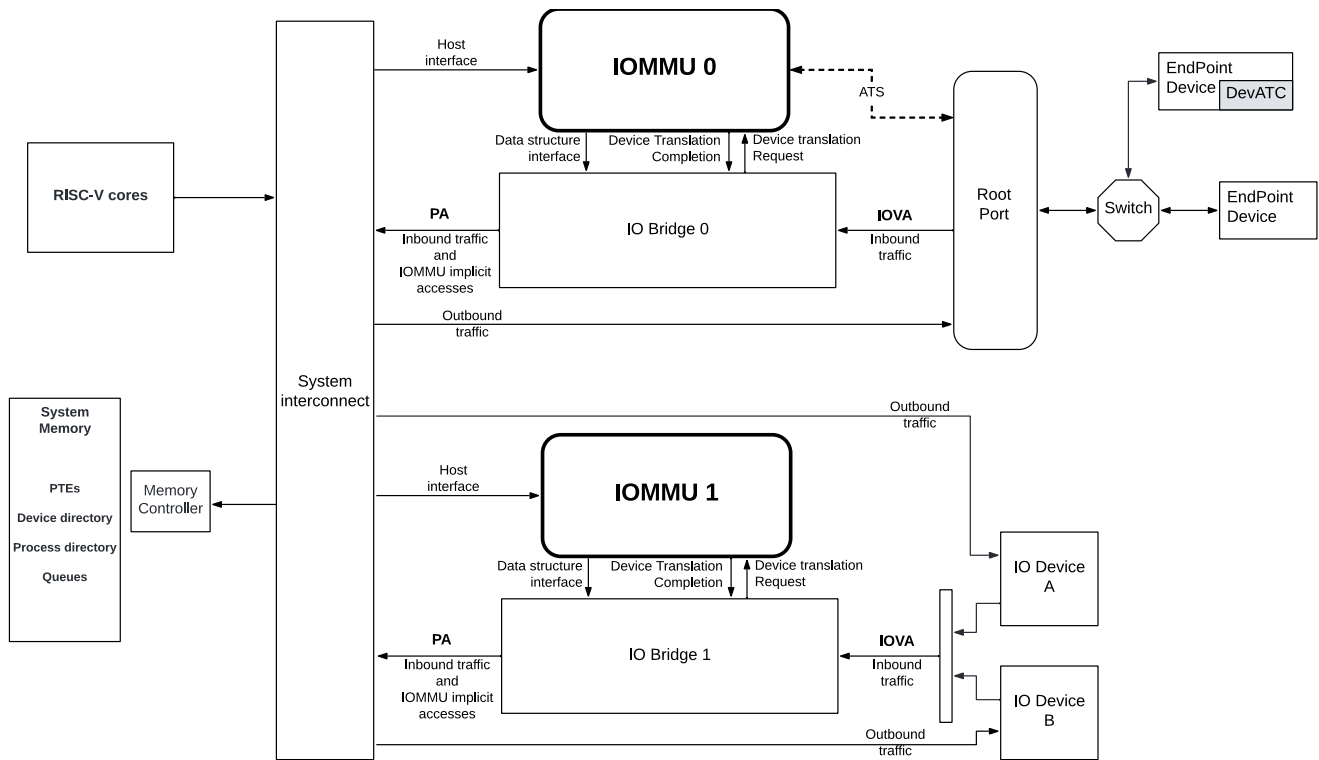 Host
interface
IOMMU 0
ATS
EndPoint
Device
DevATC
Data structure
interface
Device Translation
Completion
Device translation
Request
RISC-V cores
PA
Inbound traffic
and
IOMMU implicit
accesses
IO Bridge 0
IOVA
Inbound
traffic
Root
Port
Switch
EndPoint
Device
Outbound
traffic
System
interconnect
System
Memory
PTEs
Device directory
Process directory
Queues
Memory
Controller
Outbound
traffic
Host
interface
IOMMU 1
Data structure
interface
Device Translation
Completion
Device translation
Request
IO Device
A
PA
Inbound traffic
and
IOMMU implicit
accesses
IO Bridge 1
IOVA
Inbound
traffic
IO Device
B
Outbound
traffic